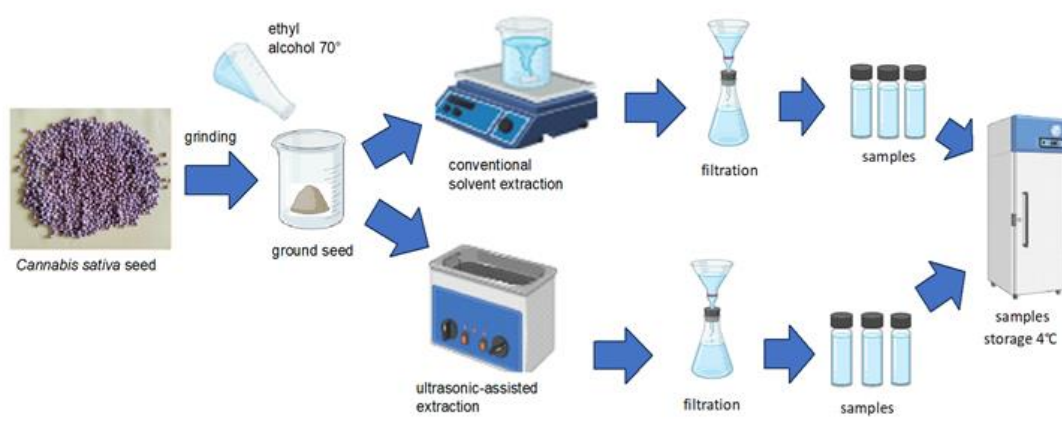 ethyl
alcohol 70°
grinding
Cannabis sativa seed
ground seed
conventional
solvent extraction
filtration
samples
ultrasonic-assisted
extraction
filtration
samples
samples
storage 4℃